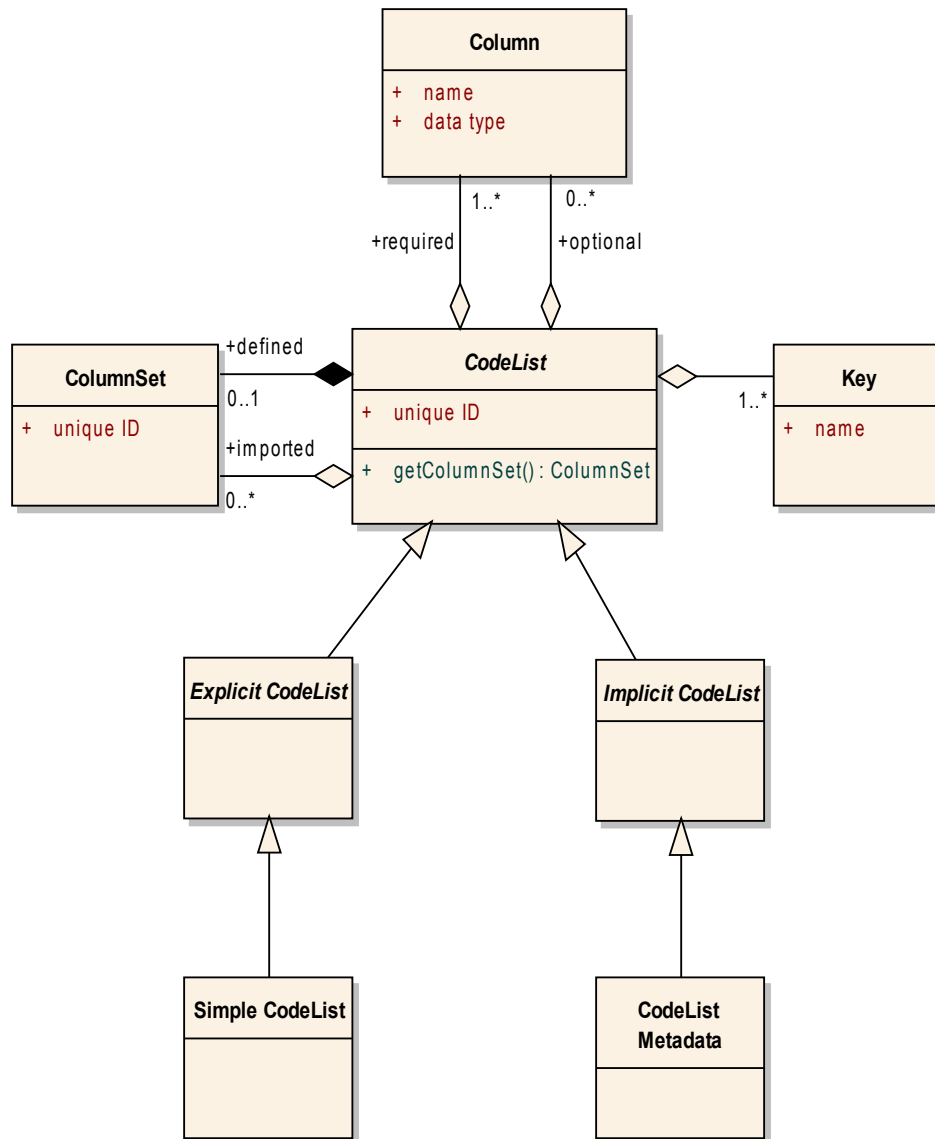 Column
+ name
+ data type
1..*
0..*
+required
+optional
+defined
0..1
ColumnSet
+ unique ID
+imported
0..*
CodeList
+ unique ID
+ getColumnSet() : ColumnSet
1..*
Key
+ name
Explicit CodeList
Implicit CodeList
Simple CodeList
CodeList
Metadata